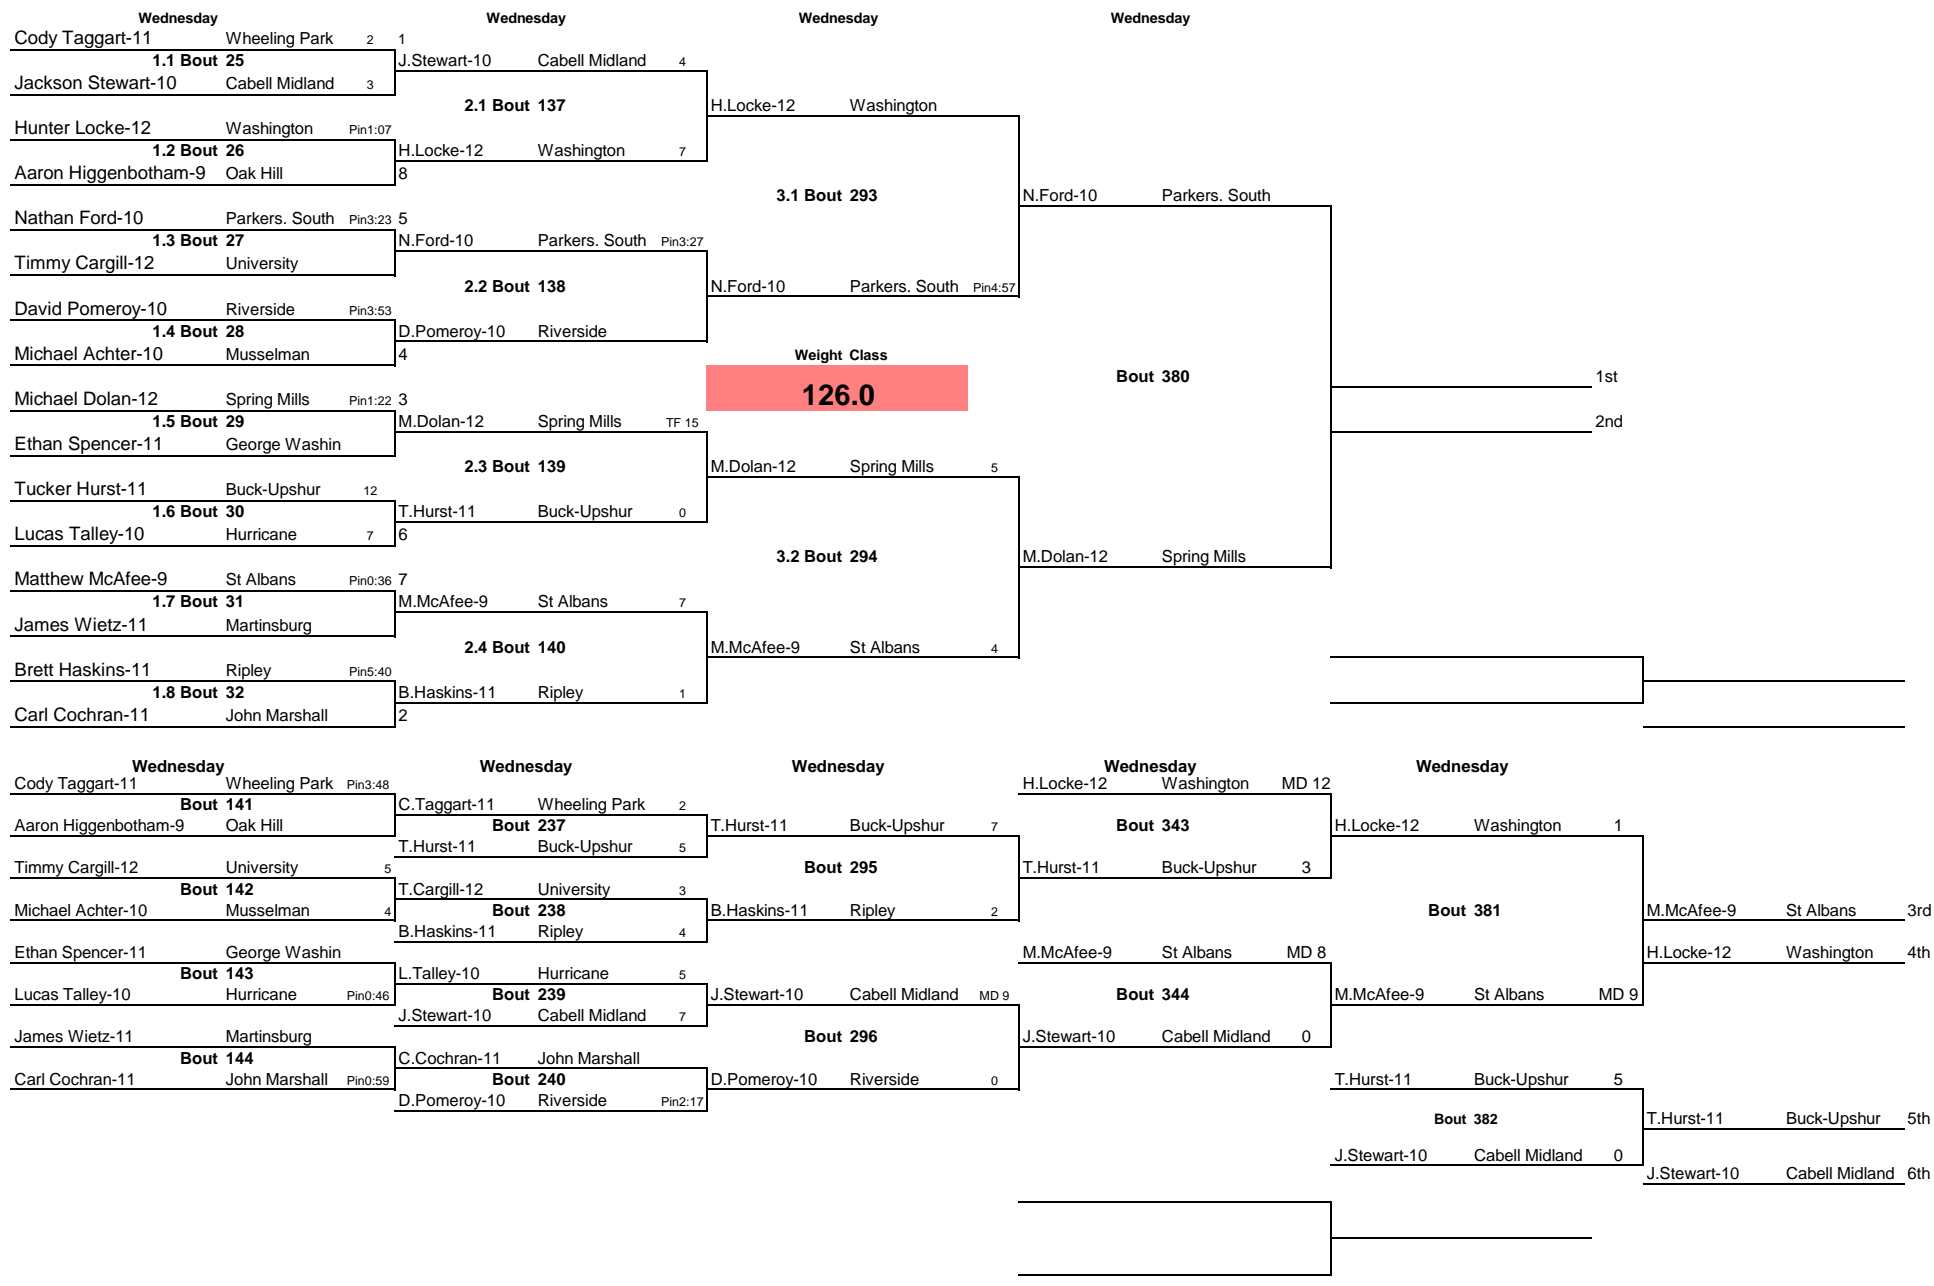 Wednesday Wednesday Wednesday Wednesday
Cody Taggart-11 Wheeling Park 2 1
1.1 Bout 25 J.Stewart-10 Cabell Midland 4
Jackson Stewart-10 Cabell Midland 3
2.1 Bout 137 H.Locke-12 Washington
Hunter Locke-12 Washington Pin1:07
1.2 Bout 26 H.Locke-12 Washington 7
Aaron Higgenbotham-9 Oak Hill 8
3.1 Bout 293 N.Ford-10 Parkers. South
Nathan Ford-10 Parkers. South Pin3:23 5
1.3 Bout 27 N.Ford-10 Parkers. South Pin3:27
Timmy Cargill-12 University
2.2 Bout 138 N.Ford-10 Parkers. South Pin4:57
David Pomeroy-10 Riverside Pin3:53
1.4 Bout 28 D.Pomeroy-10 Riverside
Michael Achter-10 Musselman 4 Weight Class
Bout 380 1st
Michael Dolan-12 Spring Mills Pin1:22 3 126.0
1.5 Bout 29 M.Dolan-12 Spring Mills TF 15 2nd
Ethan Spencer-11 George Washin
2.3 Bout 139 M.Dolan-12 Spring Mills 5
Tucker Hurst-11 Buck-Upshur 12
1.6 Bout 30 T.Hurst-11 Buck-Upshur 0
Lucas Talley-10 Hurricane 7 6
3.2 Bout 294 M.Dolan-12 Spring Mills
Matthew McAfee-9 St Albans Pin0:36 7
1.7 Bout 31 M.McAfee-9 St Albans 7
James Wietz-11 Martinsburg
2.4 Bout 140 M.McAfee-9 St Albans 4
Brett Haskins-11 Ripley Pin5:40
1.8 Bout 32 B.Haskins-11 Ripley 1
Carl Cochran-11 John Marshall 2
Wednesday Wednesday Wednesday Wednesday Wednesday
Cody Taggart-11 Wheeling Park Pin3:48 H.Locke-12 Washington MD 12
Bout 141 C.Taggart-11 Wheeling Park 2
Aaron Higgenbotham-9 Oak Hill Bout 237 T.Hurst-11 Buck-Upshur 7 Bout 343 H.Locke-12 Washington 1
T.Hurst-11 Buck-Upshur 5
Timmy Cargill-12 University 5 Bout 295 T.Hurst-11 Buck-Upshur 3
Bout 142 T.Cargill-12 University 3
Michael Achter-10 Musselman 4 Bout 238 B.Haskins-11 Ripley 2 Bout 381 M.McAfee-9 St Albans 3rd
B.Haskins-11 Ripley 4
Ethan Spencer-11 George Washin M.McAfee-9 St Albans MD 8 H.Locke-12 Washington 4th
Bout 143 L.Talley-10 Hurricane 5
Lucas Talley-10 Hurricane Pin0:46 Bout 239 J.Stewart-10 Cabell Midland MD 9 Bout 344 M.McAfee-9 St Albans MD 9
J.Stewart-10 Cabell Midland 7
James Wietz-11 Martinsburg Bout 296 J.Stewart-10 Cabell Midland 0
Bout 144 C.Cochran-11 John Marshall
Carl Cochran-11 John Marshall Pin0:59 Bout 240 D.Pomeroy-10 Riverside 0 T.Hurst-11 Buck-Upshur 5
D.Pomeroy-10 Riverside Pin2:17
Bout 382 T.Hurst-11 Buck-Upshur 5th
J.Stewart-10 Cabell Midland 0
J.Stewart-10 Cabell Midland 6th